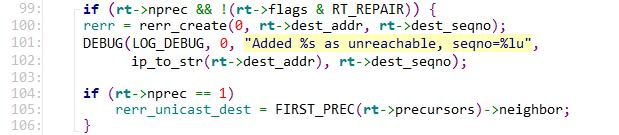 99: if (rt->nprec && !(rt->flags & RT_REPAIR)) {
100: rerr = rerr_create(0, rt->dest_addr, rt->dest_seqno);
101: DEBUG(LOG_DEBUG, 0, "Added %s as unreachable, seqno=%lu",
102: ip_to_str(rt->dest_addr), rt->dest_seqno);
103:
104: if (rt->nprec == 1)
105: rerr_unicast_dest = FIRST_PREC(rt->precursors)->neighbor;
106: }